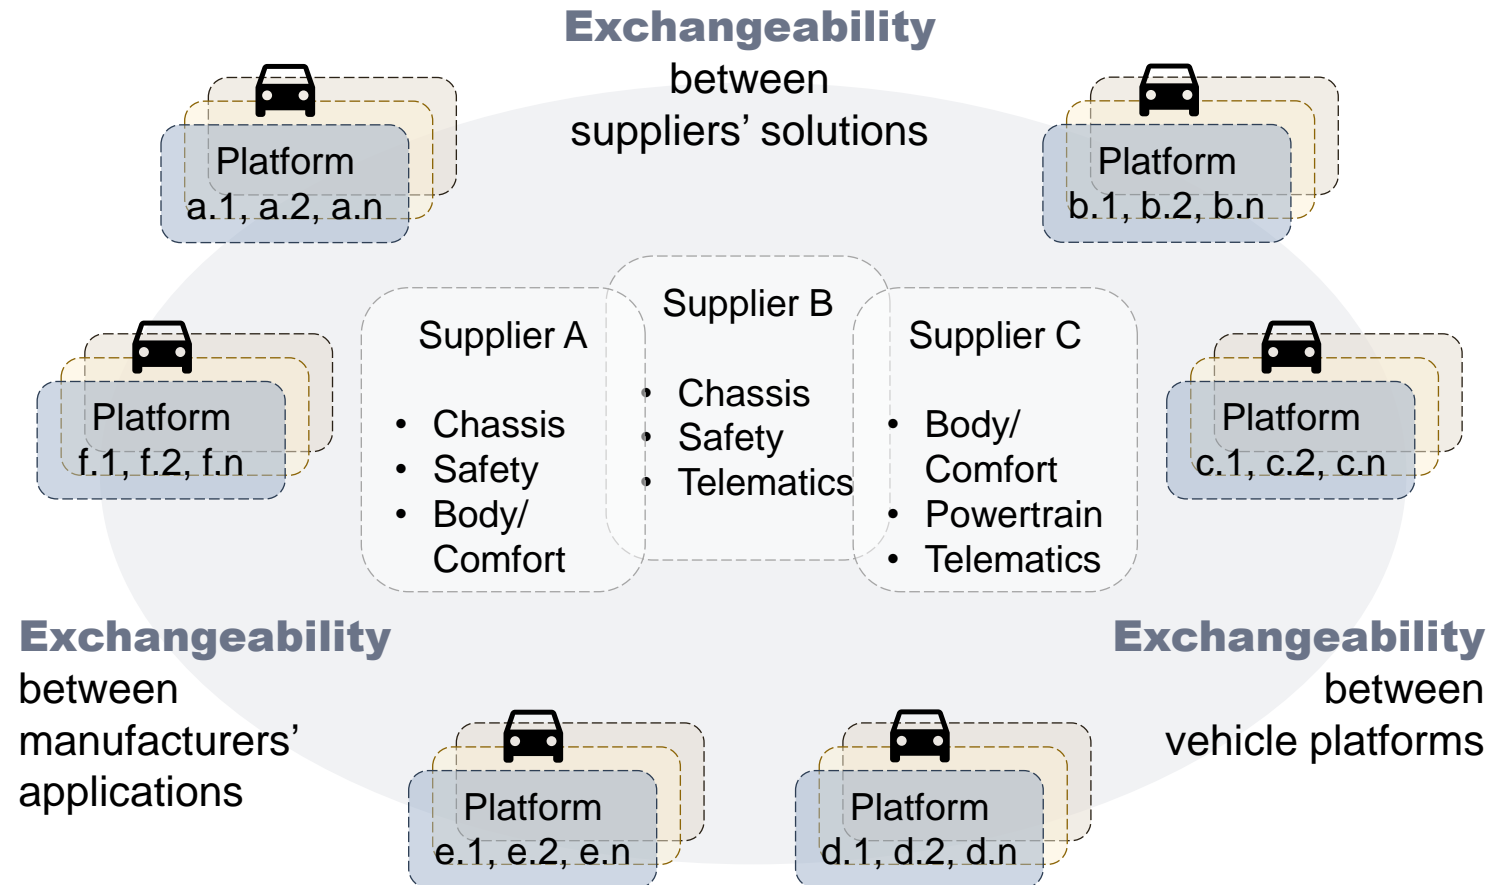 Exchangeability
between
suppliers’ solutions
Platform
a.1, a.2, a.n
Platform
b.1, b.2, b.n
Supplier A
• Chassis
• Safety
• Body/
Comfort
Supplier B
• Chassis
• Safety
• Telematics
Supplier C
• Body/
Comfort
• Powertrain
• Telematics
Platform
f.1, f.2, f.n
Platform
c.1, c.2, c.n
Exchangeability
between
manufacturers’
applications
Exchangeability
between
vehicle platforms
Platform
e.1, e.2, e.n
Platform
d.1, d.2, d.n